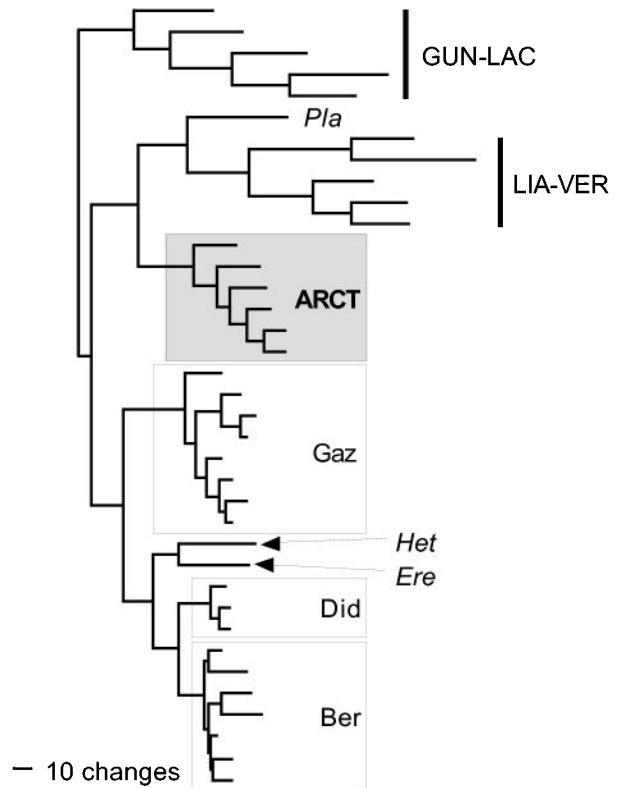 GUN-LAC
Pla
LIA-VER
ARCT
Gaz
Het
Ere
Did
Ber
10 changes